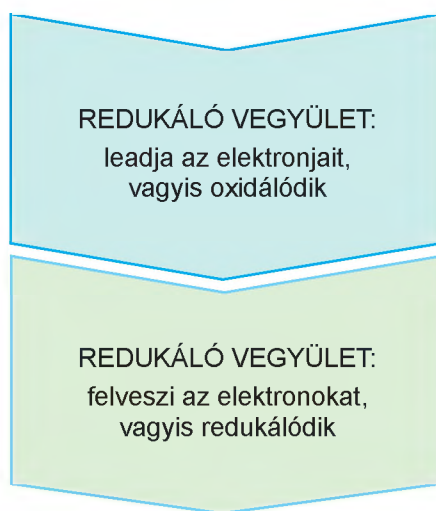 REDUKÁLÓ VEGYÜLET:
leadja az elektronjait,
vagyis oxidálódik
REDUKÁLÓ VEGYÜLET:
felveszi az elektronokat,
vagyis redukálódik